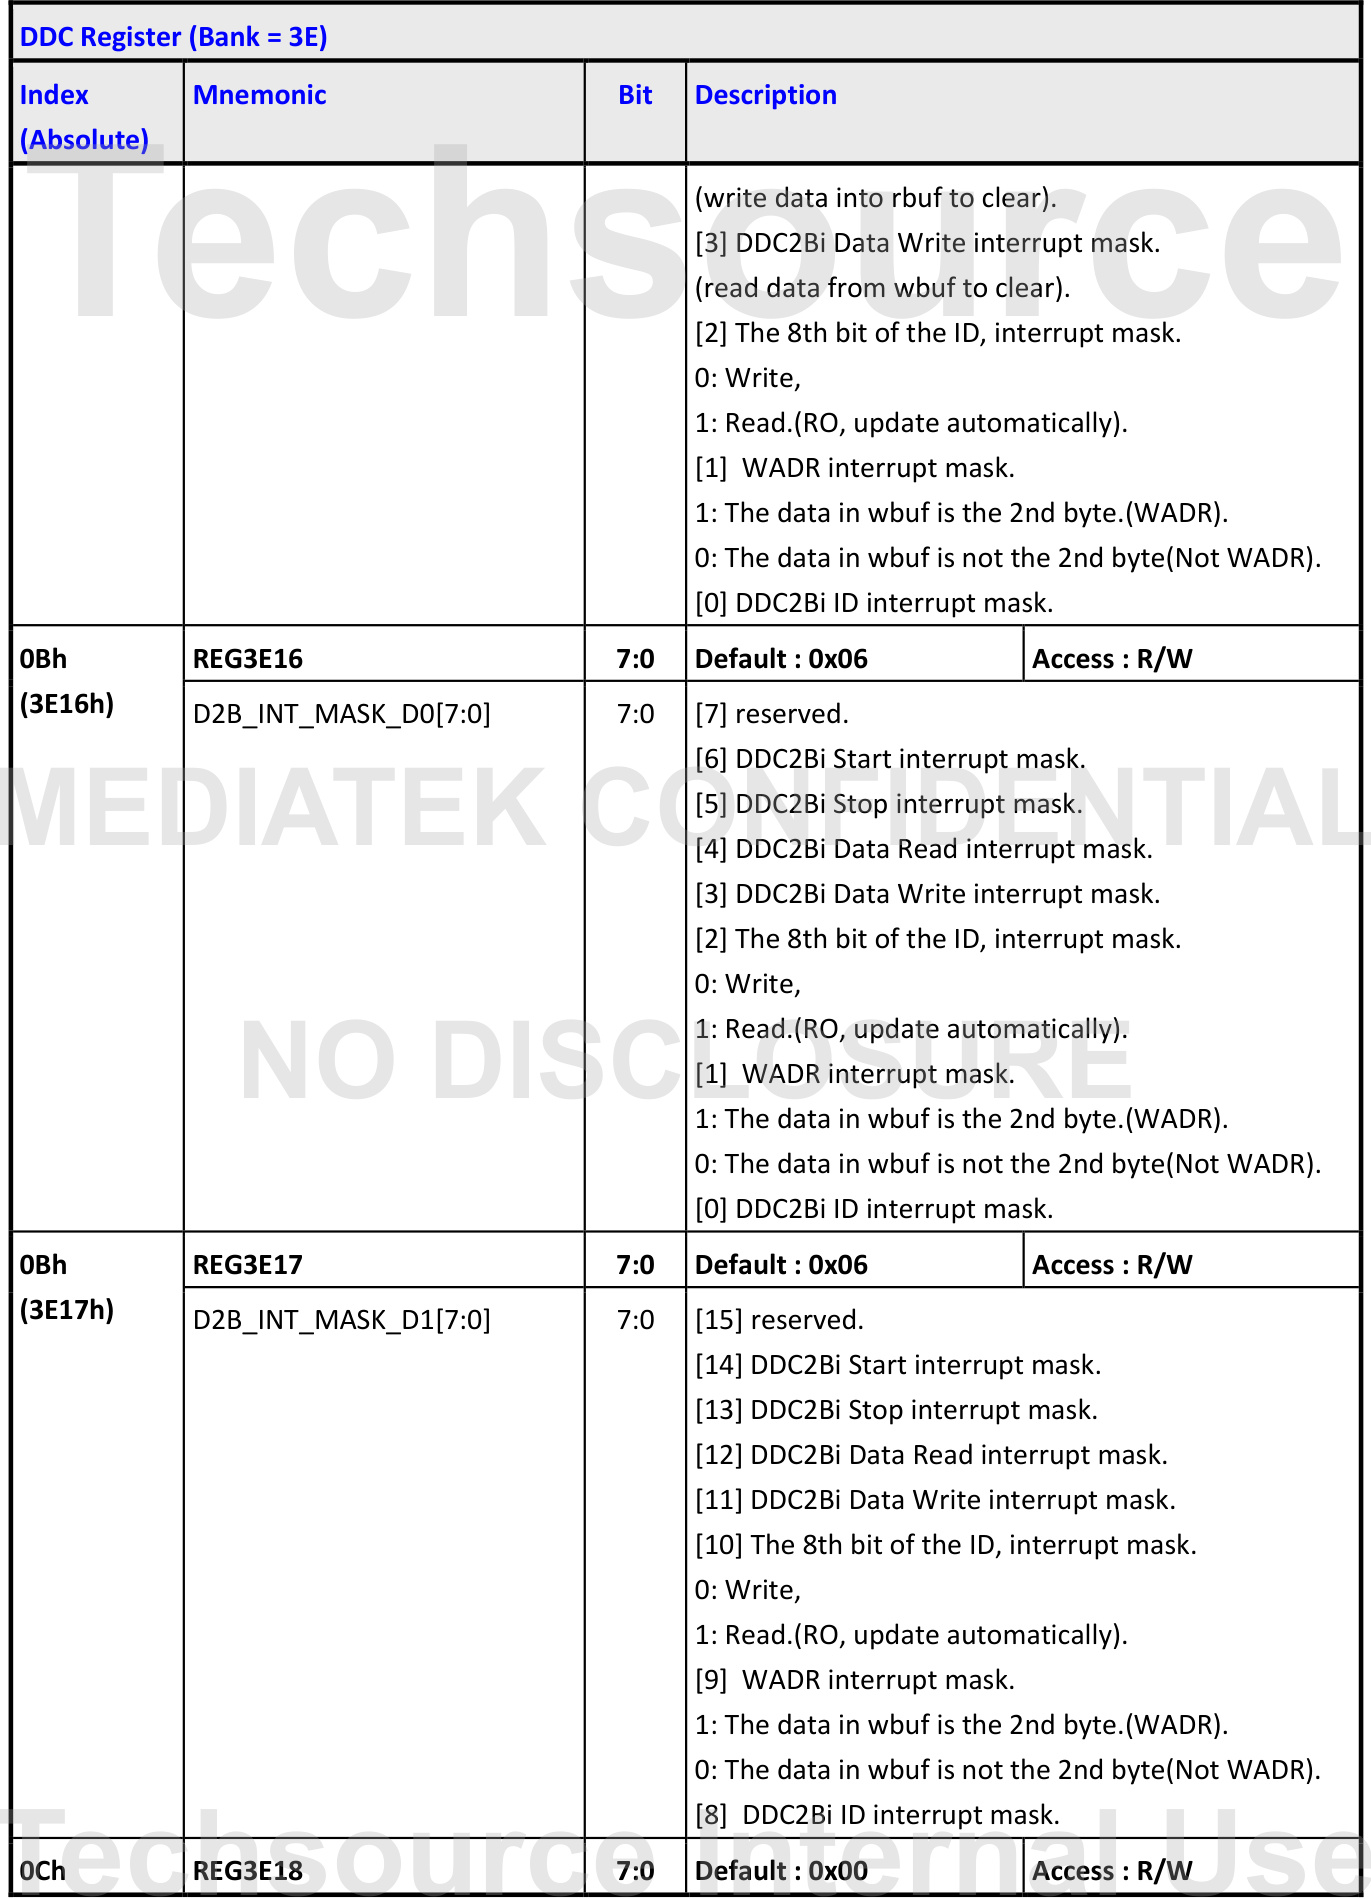 DDC Register (Bank = 3E)
Index
(Absolute)
Mnemonic
Bit
Description
(write data into rbuf to clear).
[3] DDC2Bi Data Write interrupt mask.
(read data from wbuf to clear).
[2] The 8th bit of the ID, interrupt mask.
0: Write,
1: Read.(RO, update automatically).
[1]  WADR interrupt mask.
1: The data in wbuf is the 2nd byte.(WADR).
0: The data in wbuf is not the 2nd byte(Not WADR).
[0] DDC2Bi ID interrupt mask.
0Bh
(3E16h)
REG3E16
7:0
Default : 0x06
Access : R/W
D2B_INT_MASK_D0[7:0]
7:0
[7] reserved.
[6] DDC2Bi Start interrupt mask.
[5] DDC2Bi Stop interrupt mask.
[4] DDC2Bi Data Read interrupt mask.
[3] DDC2Bi Data Write interrupt mask.
[2] The 8th bit of the ID, interrupt mask.
0: Write,
1: Read.(RO, update automatically).
[1]  WADR interrupt mask.
1: The data in wbuf is the 2nd byte.(WADR).
0: The data in wbuf is not the 2nd byte(Not WADR).
[0] DDC2Bi ID interrupt mask.
0Bh
(3E17h)
REG3E17
7:0
Default : 0x06
Access : R/W
D2B_INT_MASK_D1[7:0]
7:0
[15] reserved.
[14] DDC2Bi Start interrupt mask.
[13] DDC2Bi Stop interrupt mask.
[12] DDC2Bi Data Read interrupt mask.
[11] DDC2Bi Data Write interrupt mask.
[10] The 8th bit of the ID, interrupt mask.
0: Write,
1: Read.(RO, update automatically).
[9]  WADR interrupt mask.
1: The data in wbuf is the 2nd byte.(WADR).
0: The data in wbuf is not the 2nd byte(Not WADR).
[8]  DDC2Bi ID interrupt mask.
0Ch
REG3E18
7:0
Default : 0x00
Access : R/W
Techsource
MEDIATEK CONFIDENTIAL
NO DISCLOSURE
Techsource Internal Use